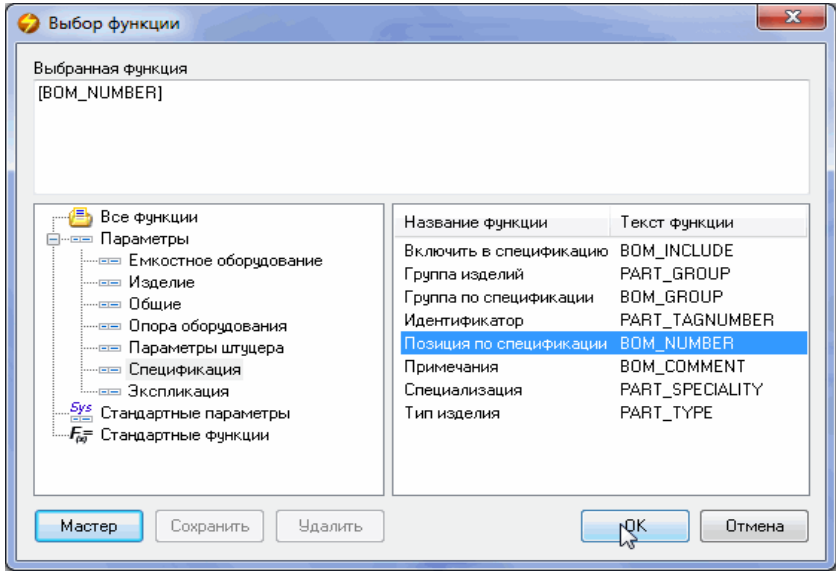 Выбор функции
Выбранная функция
[BOM_NUMBER]
Все функции
Параметры
Емкостное оборудование
Изделие
Общие
Опора оборудования
Параметры штуцера
Спецификация
Экспликация
Sys Стандартные параметры
F(x)= Стандартные функции
Название функции Текст функции
Включить в спецификацию BOM_INCLUDE
Группа изделий PART_GROUP
Группа по спецификации BOM_GROUP
Идентификатор PART_TAGNUMBER
Позиция по спецификации BOM_NUMBER
Примечания BOM_COMMENT
Специализация PART_SPECIALITY
Тип изделия PART_TYPE
Мастер Сохранить Удалить OK Отмена